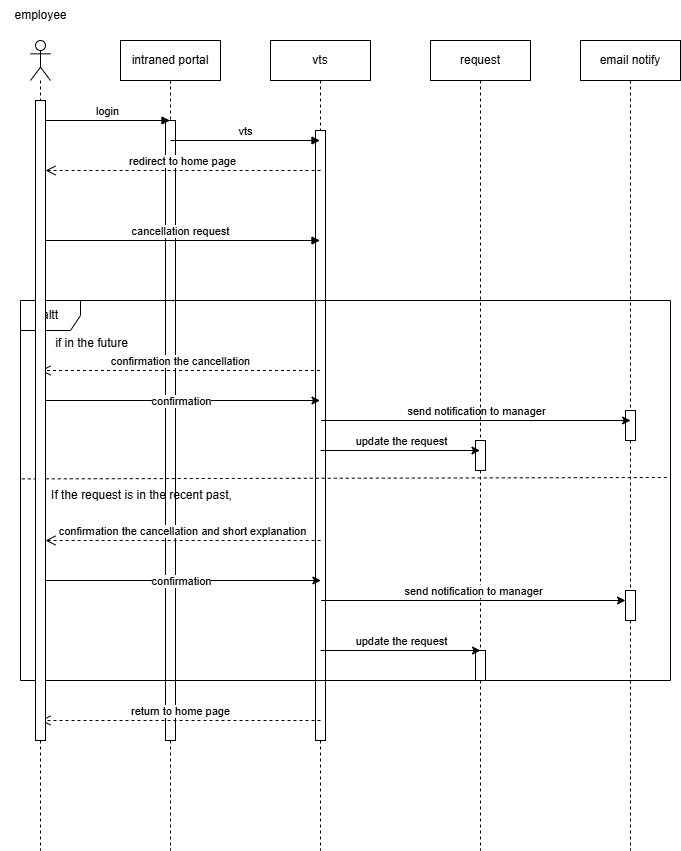 employee
intraned portal
vts
request
email notify
login
vts
redirect to home page
cancellation request
altt
if in the future
confirmation the cancellation
confirmation
send notification to manager
update the request
If the request is in the recent past,
confirmation the cancellation and short explanation
confirmation
send notification to manager
update the request
return to home page